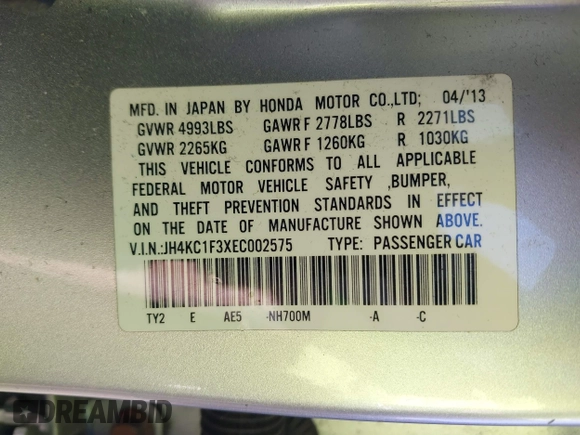 MFD. IN JAPAN BY HONDA MOTOR CO.,LTD; 04/'13
GVWR 4993LBS GAWR F 2778LBS R 2271LBS
GVWR 2265KG GAWR F 1260KG R 1030KG
THIS VEHICLE CONFORMS TO ALL APPLICABLE
FEDERAL MOTOR VEHICLE SAFETY ,BUMPER,
AND THEFT PREVENTION STANDARDS IN EFFECT
ON THE DATE OF MANUFACTURE SHOWN ABOVE.
V.I.N.:JH4KC1F3XEC002575 TYPE: PASSENGER CAR
TY2 E AE5 -NH700M -A -C
DREAMBID